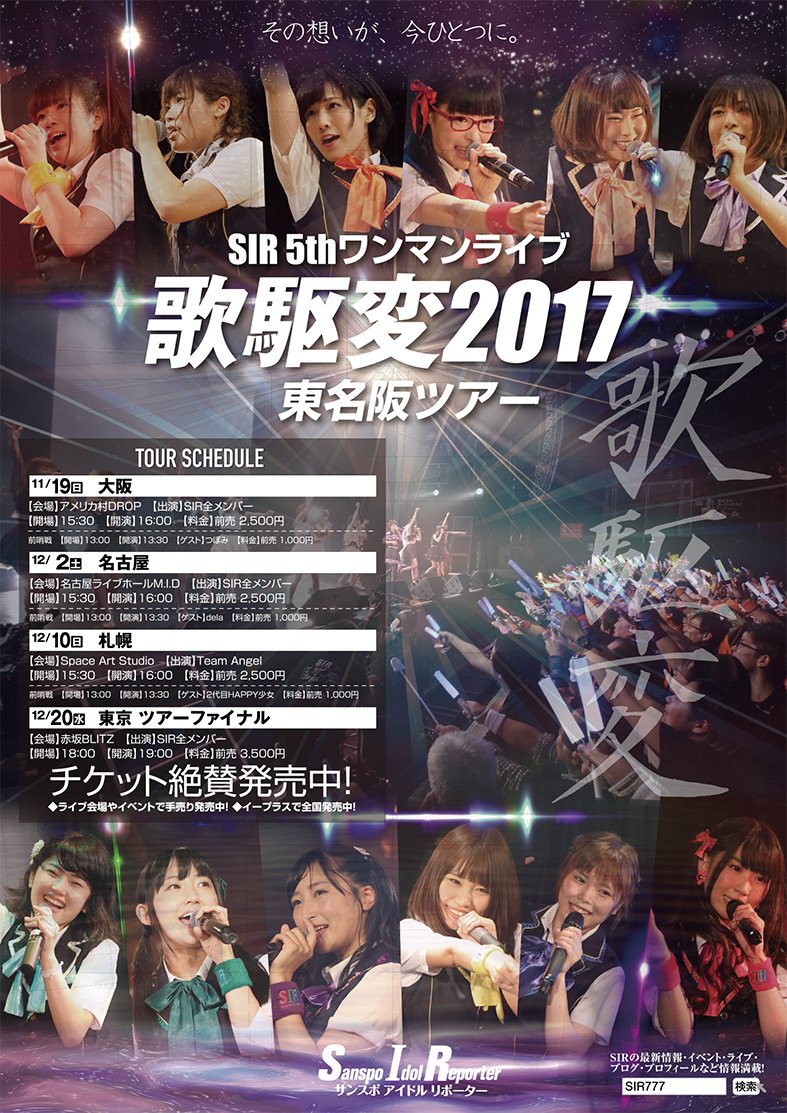 その想いが、今ひとつに。
SIR 5thワンマンライブ
歌駆変2017
東名阪ツアー
歌駆変
TOUR SCHEDULE
11/19日 大阪
【会場】アメリカ村DROP 【出演】SIR全メンバー
【開場】15:30 【開演】16:00 【料金】前売 2,500円
前哨戦 【開場】13:00 【開演】13:30 【ゲスト】つぼみ 【料金】前売 1,000円
12/2土 名古屋
【会場】名古屋ライブホールM.I.D 【出演】SIR全メンバー
【開場】15:30 【開演】16:00 【料金】前売 2,500円
前哨戦 【開場】13:00 【開演】13:30 【ゲスト】dela 【料金】前売 1,000円
12/10日 札幌
【会場】Space Art Studio 【出演】Team Angel
【開場】15:30 【開演】16:00 【料金】前売 2,500円
前哨戦 【開場】13:00 【開演】13:30 【ゲスト】2代目HAPPY少女 【料金】前売 1,000円
12/20水 東京 ツアーファイナル
【会場】赤坂BLITZ 【出演】SIR全メンバー
【開場】18:00 【開演】19:00 【料金】前売 3,500円
チケット絶賛発売中!
◆ライブ会場やイベントで手売り発売中! ◆イープラスで全国発売中!
SIR
SIR
Sanspo Idol Reporter
サンスポ アイドル リポーター
SIRの最新情報・イベント・ライブ・
ブログ・プロフィールなど情報満載!
SIR777 検索